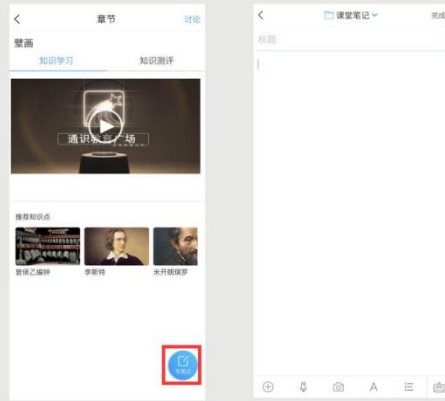 章节
讨论
壁画
知识学习
知识测评
通识教育广场
推荐知识点
曾侯乙编钟
李斯特
米开朗琪罗
写笔记
课堂笔记
完成
标题
A